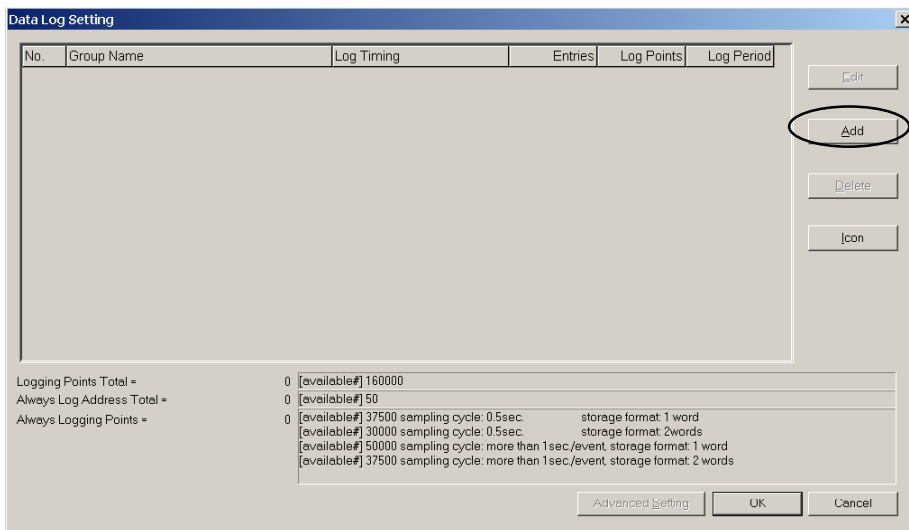 Data Log Setting
No. Group Name Log Timing Entries Log Points Log Period
Edit
Add
Delete
Icon
Logging Points Total = 0 [available#] 160000
Always Log Address Total = 0 [available#] 50
Always Logging Points = 0 [available#] 37500 sampling cycle: 0.5sec. storage format: 1 word
[available#] 30000 sampling cycle: 0.5sec. storage format: 2words
[available#] 50000 sampling cycle: more than 1sec./event, storage format: 1 word
[available#] 37500 sampling cycle: more than 1sec./event, storage format: 2 words
Advanced Setting OK Cancel